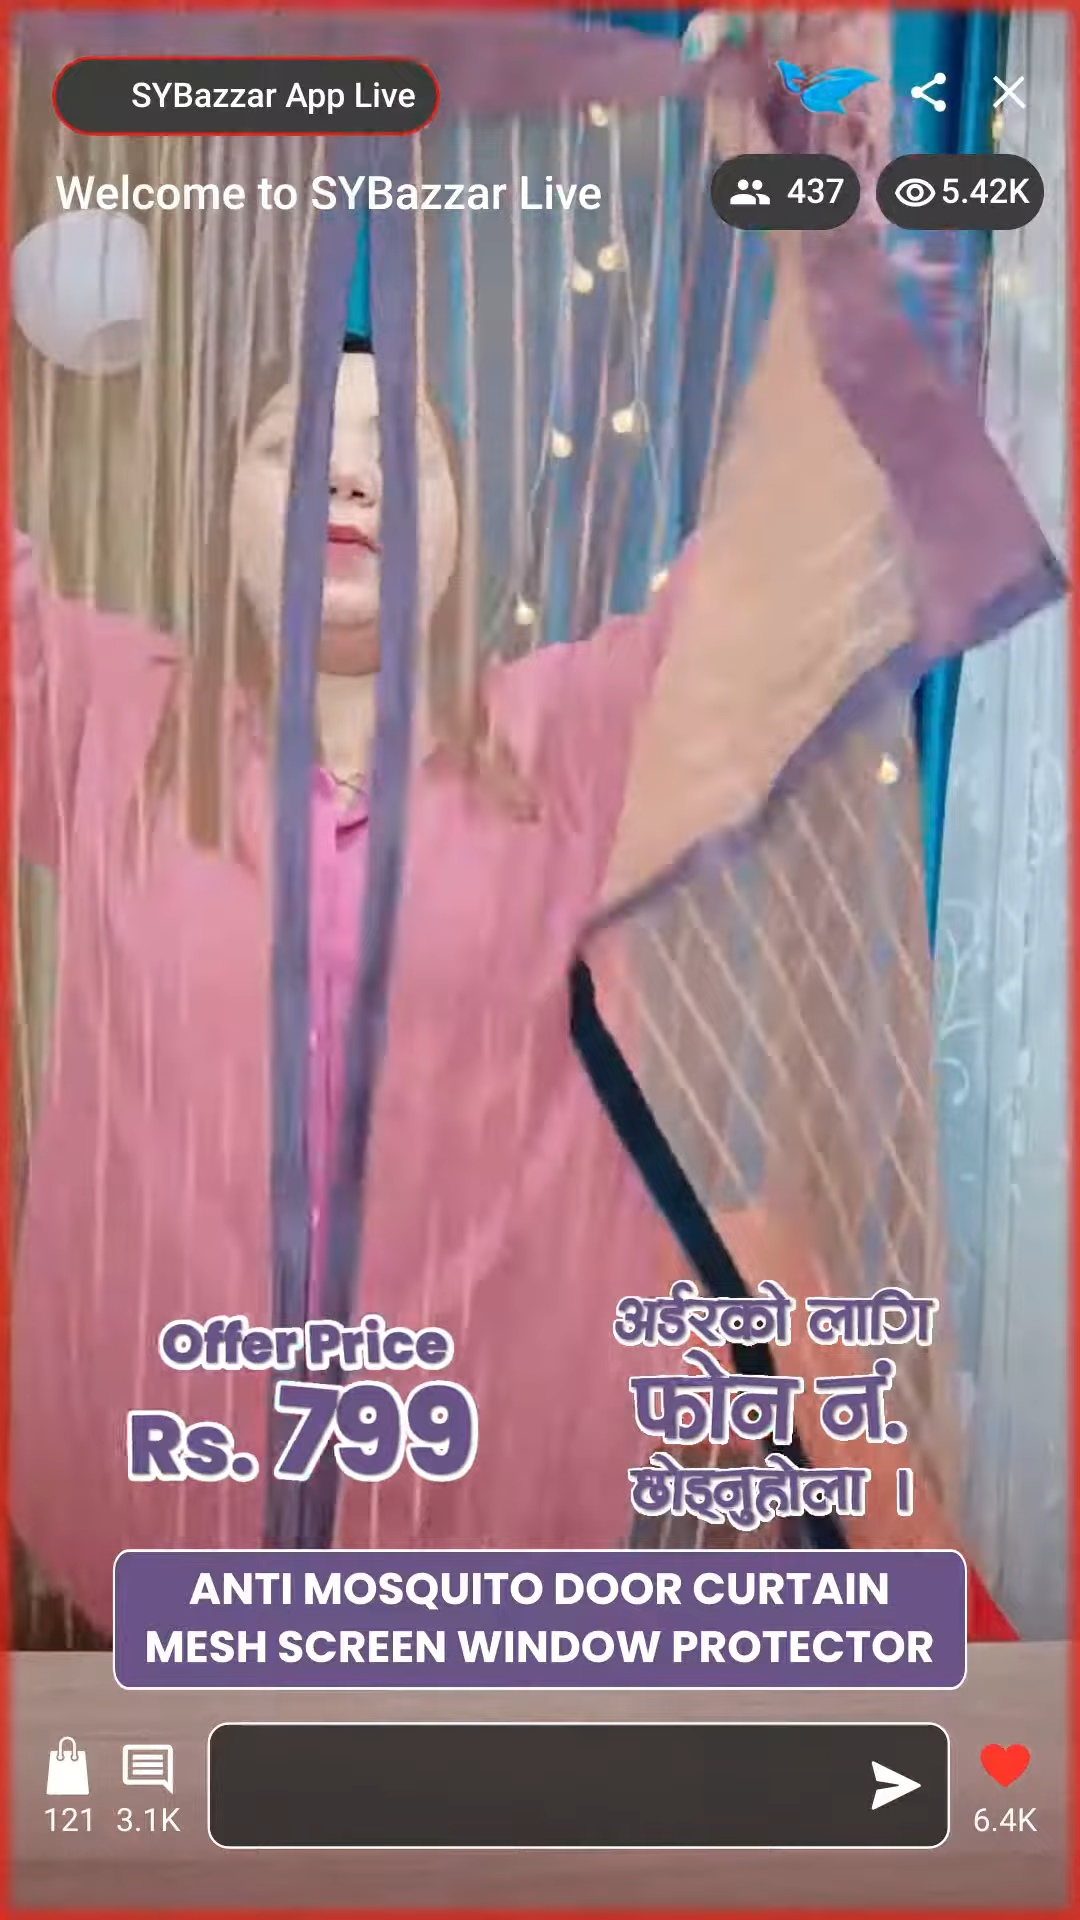 SYBazzar App Live
Welcome to SYBazzar Live
437
5.42K
Offer Price
Rs. 799
अर्डरको लागि
फोन नं.
छोड्नुहोला ।
ANTI MOSQUITO DOOR CURTAIN
MESH SCREEN WINDOW PROTECTOR
121
3.1K
6.4K